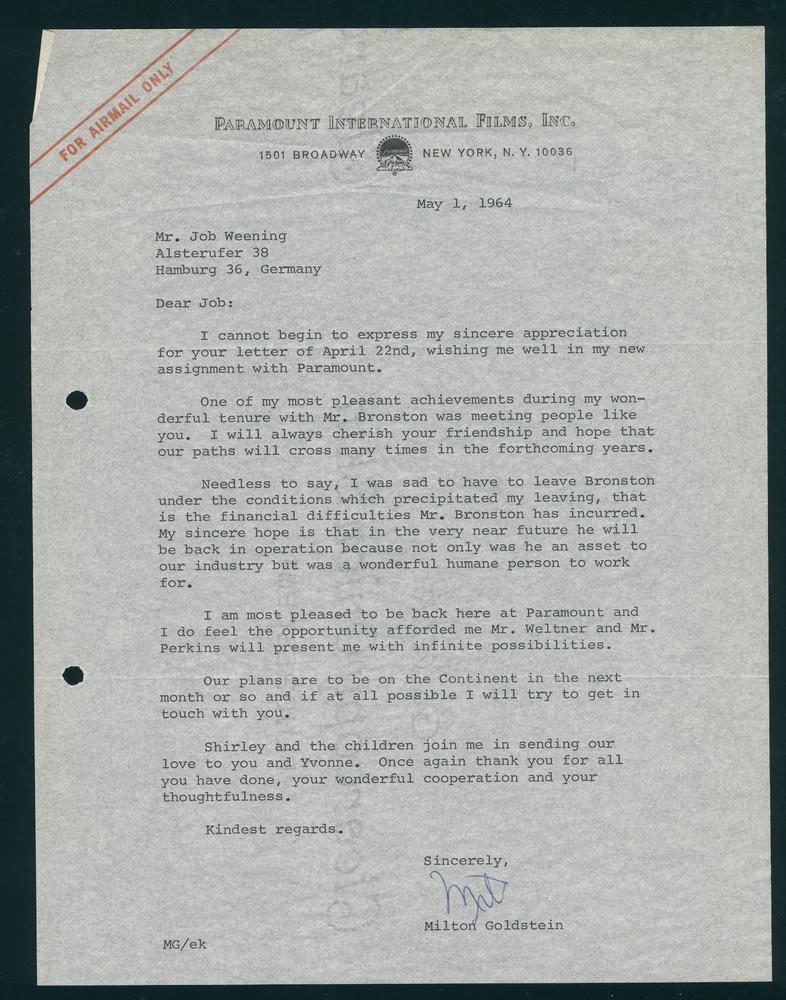 FOR AIRMAIL ONLY
PARAMOUNT INTERNATIONAL FILMS, INC.
1501 BROADWAY NEW YORK, N. Y. 10036
May 1, 1964
Mr. Job Weening
Alsterufer 38
Hamburg 36, Germany
Dear Job:
I cannot begin to express my sincere appreciation
for your letter of April 22nd, wishing me well in my new
assignment with Paramount.
One of my most pleasant achievements during my won-
derful tenure with Mr. Bronston was meeting people like
you. I will always cherish your friendship and hope that
our paths will cross many times in the forthcoming years.
Needless to say, I was sad to have to leave Bronston
under the conditions which precipitated my leaving, that
is the financial difficulties Mr. Bronston has incurred.
My sincere hope is that in the very near future he will
be back in operation because not only was he an asset to
our industry but was a wonderful humane person to work
for.
I am most pleased to be back here at Paramount and
I do feel the opportunity afforded me Mr. Weltner and Mr.
Perkins will present me with infinite possibilities.
Our plans are to be on the Continent in the next
month or so and if at all possible I will try to get in
touch with you.
Shirley and the children join me in sending our
love to you and Yvonne. Once again thank you for all
you have done, your wonderful cooperation and your
thoughtfulness.
Kindest regards.
Sincerely,
Milt
Milton Goldstein
MG/ek